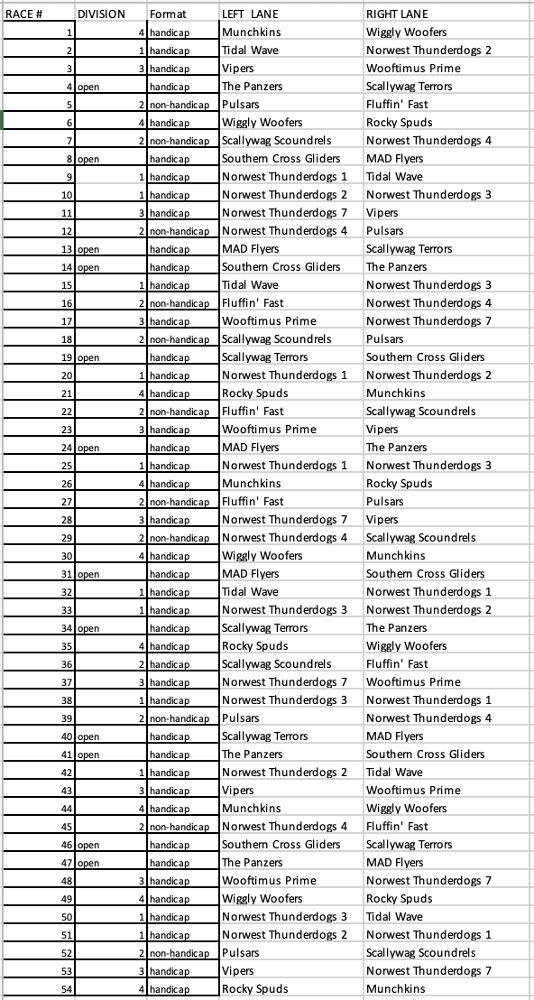 RACE # DIVISION Format LEFT LANE RIGHT LANE
1 4 handicap Munchkins Wiggly Woofers
2 1 handicap Tidal Wave Norwest Thunderdogs 2
3 3 handicap Vipers Wooftimus Prime
4 open handicap The Panzers Scallywag Terrors
5 2 non-handicap Pulsars Fluffin' Fast
6 4 handicap Wiggly Woofers Rocky Spuds
7 2 non-handicap Scallywag Scoundrels Norwest Thunderdogs 4
8 open handicap Southern Cross Gliders MAD Flyers
9 1 handicap Norwest Thunderdogs 1 Tidal Wave
10 1 handicap Norwest Thunderdogs 2 Norwest Thunderdogs 3
11 3 handicap Norwest Thunderdogs 7 Vipers
12 2 non-handicap Norwest Thunderdogs 4 Pulsars
13 open handicap MAD Flyers Scallywag Terrors
14 open handicap Southern Cross Gliders The Panzers
15 1 handicap Tidal Wave Norwest Thunderdogs 3
16 2 non-handicap Fluffin' Fast Norwest Thunderdogs 4
17 3 handicap Wooftimus Prime Norwest Thunderdogs 7
18 2 non-handicap Scallywag Scoundrels Pulsars
19 open handicap Scallywag Terrors Southern Cross Gliders
20 1 handicap Norwest Thunderdogs 1 Norwest Thunderdogs 2
21 4 handicap Rocky Spuds Munchkins
22 2 non-handicap Fluffin' Fast Scallywag Scoundrels
23 3 handicap Wooftimus Prime Vipers
24 open handicap MAD Flyers The Panzers
25 1 handicap Norwest Thunderdogs 1 Norwest Thunderdogs 3
26 4 handicap Munchkins Rocky Spuds
27 2 non-handicap Fluffin' Fast Pulsars
28 3 handicap Norwest Thunderdogs 7 Vipers
29 2 non-handicap Norwest Thunderdogs 4 Scallywag Scoundrels
30 4 handicap Wiggly Woofers Munchkins
31 open handicap MAD Flyers Southern Cross Gliders
32 1 handicap Tidal Wave Norwest Thunderdogs 1
33 1 handicap Norwest Thunderdogs 3 Norwest Thunderdogs 2
34 open handicap Scallywag Terrors The Panzers
35 4 handicap Rocky Spuds Wiggly Woofers
36 2 handicap Scallywag Scoundrels Fluffin' Fast
37 3 handicap Norwest Thunderdogs 7 Wooftimus Prime
38 1 handicap Norwest Thunderdogs 3 Norwest Thunderdogs 1
39 2 non-handicap Pulsars Norwest Thunderdogs 4
40 open handicap Scallywag Terrors MAD Flyers
41 open handicap The Panzers Southern Cross Gliders
42 1 handicap Norwest Thunderdogs 2 Tidal Wave
43 3 handicap Vipers Wooftimus Prime
44 4 handicap Munchkins Wiggly Woofers
45 2 non-handicap Norwest Thunderdogs 4 Fluffin' Fast
46 open handicap Southern Cross Gliders Scallywag Terrors
47 open handicap The Panzers MAD Flyers
48 3 handicap Wooftimus Prime Norwest Thunderdogs 7
49 4 handicap Wiggly Woofers Rocky Spuds
50 1 handicap Norwest Thunderdogs 3 Tidal Wave
51 1 handicap Norwest Thunderdogs 2 Norwest Thunderdogs 1
52 2 non-handicap Pulsars Scallywag Scoundrels
53 3 handicap Vipers Norwest Thunderdogs 7
54 4 handicap Rocky Spuds Munchkins